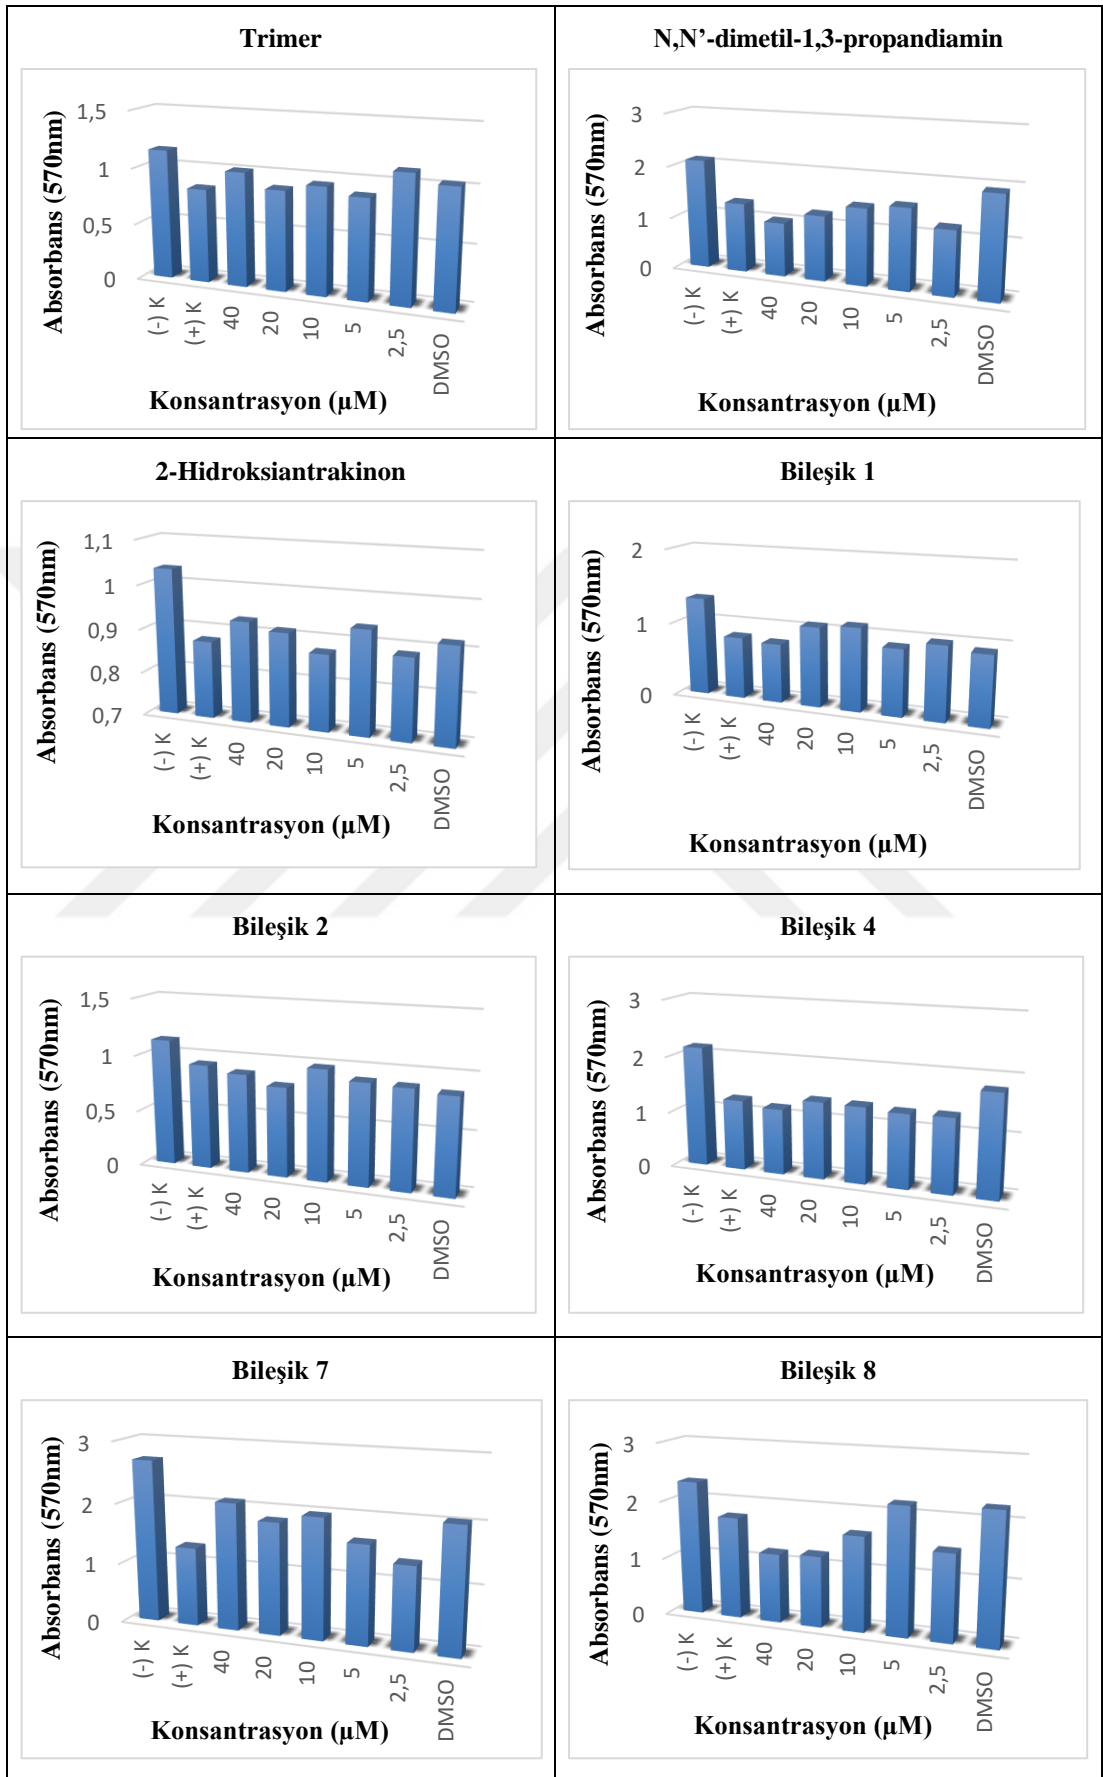 Trimer
Absorbans (570nm)
1,5
1
0,5
0
(-) K
(+) K
40
20
10
5
2,5
DMSO
Konsantrasyon (µM)
N,N’-dimetil-1,3-propandiamin
Absorbans (570nm)
3
2
1
0
(-) K
(+) K
40
20
10
5
2,5
DMSO
Konsantrasyon (µM)
2-Hidroksiantrakinon
Absorbans (570nm)
1,1
1
0,9
0,8
0,7
(-) K
(+) K
40
20
10
5
2,5
DMSO
Konsantrasyon (µM)
Bileşik 1
Absorbans (570nm)
2
1
0
(-) K
(+) K
40
20
10
5
2,5
DMSO
Konsantrasyon (µM)
Bileşik 2
Absorbans (570nm)
1,5
1
0,5
0
(-) K
(+) K
40
20
10
5
2,5
DMSO
Konsantrasyon (µM)
Bileşik 4
Absorbans (570nm)
3
2
1
0
(-) K
(+) K
40
20
10
5
2,5
DMSO
Konsantrasyon (µM)
Bileşik 7
Absorbans (570nm)
3
2
1
0
(-) K
(+) K
40
20
10
5
2,5
DMSO
Konsantrasyon (µM)
Bileşik 8
Absorbans (570nm)
3
2
1
0
(-) K
(+) K
40
20
10
5
2,5
DMSO
Konsantrasyon (µM)